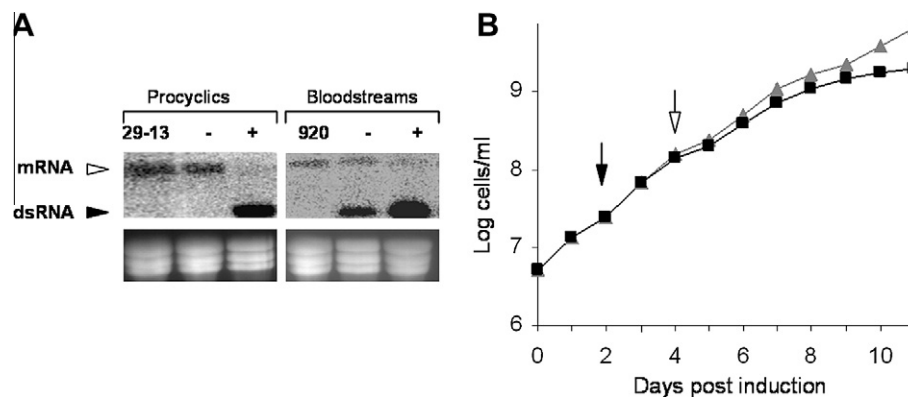 A
Procyclics
Bloodstreams
29-13 - +
920 - +
mRNA
dsRNA
B
Log cells/ml
9
8
7
6
0 2 4 6 8 10
Days post induction